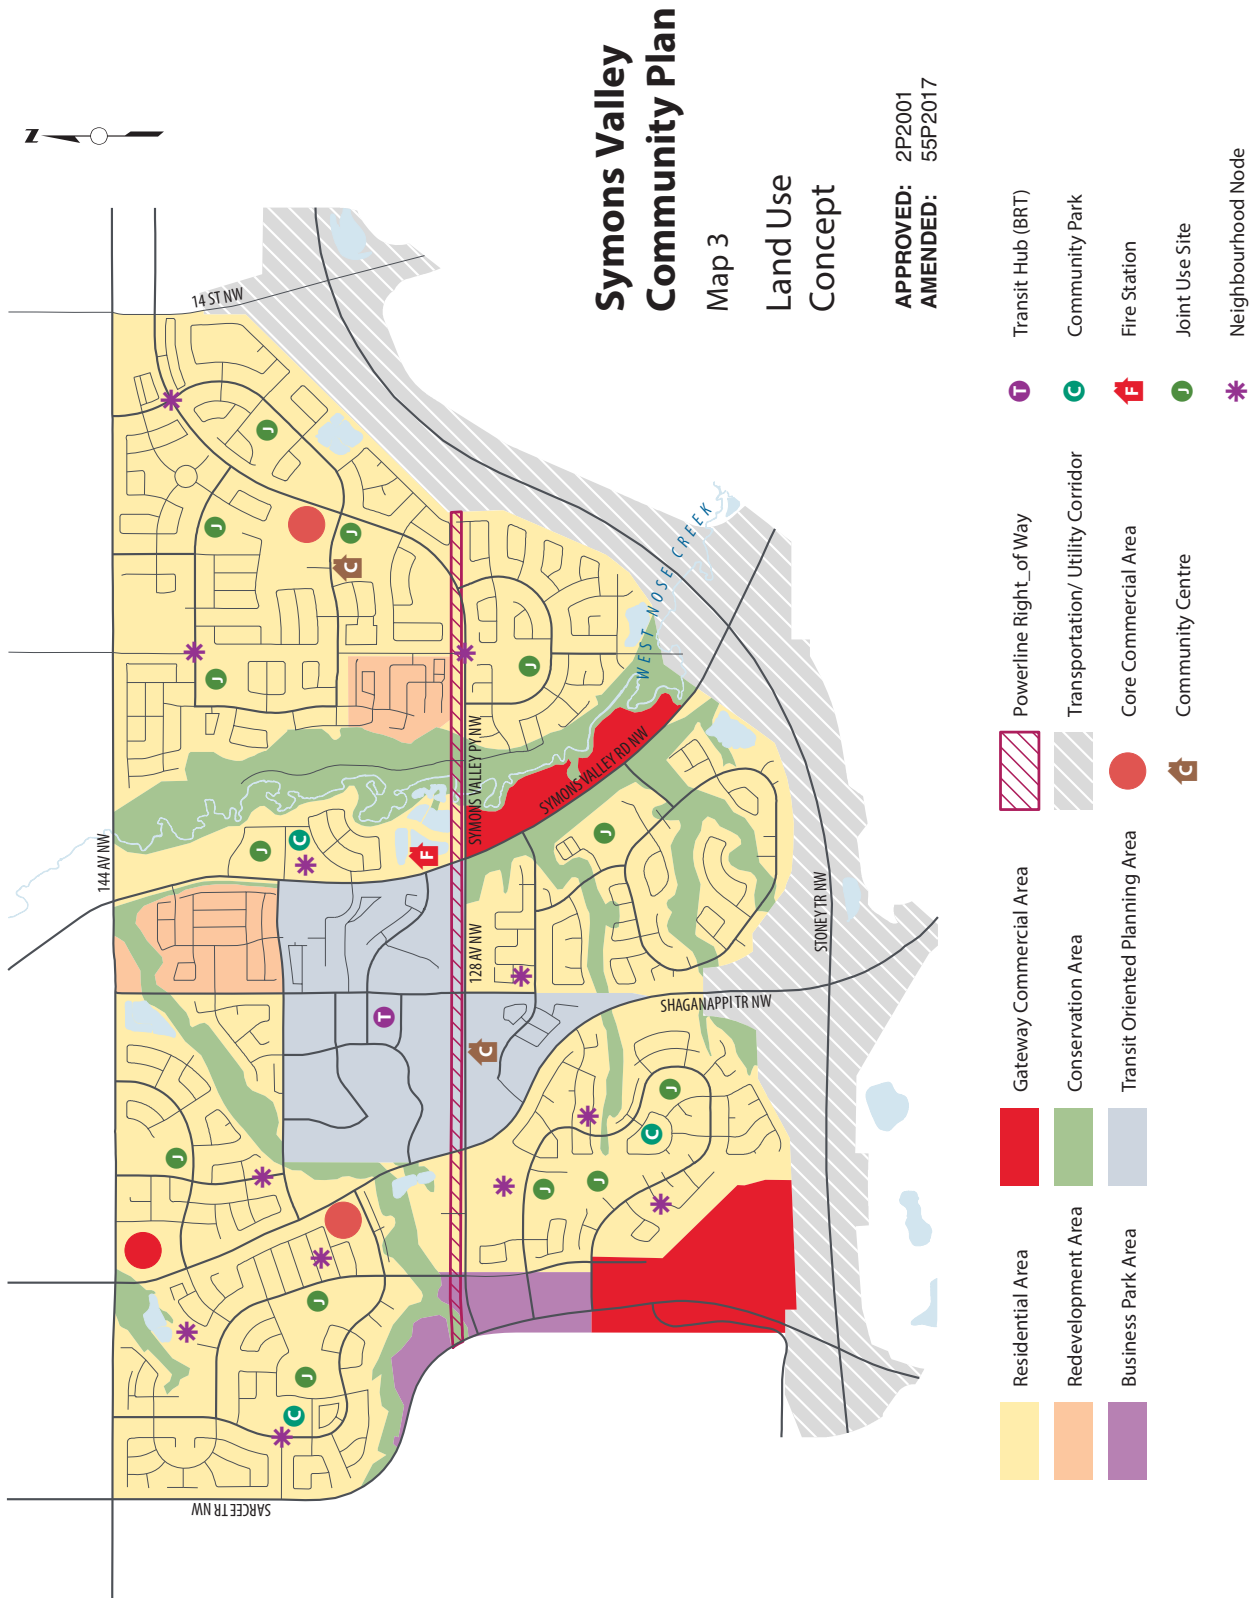 Symons Valley
Community Plan
Map 3
Land Use
Concept
APPROVED: 2P2001
AMENDED: 55P2017
N
144 AV NW
14 ST NW
SARCEE TR NW
SYMONS VALLEY PY NW
128 AV NW
SYMONS VALLEY RD NW
SHAGANAPPI TR NW
STONEY TR NW
WEST NOSE CREEK
J
J
J
J
J
J
J
J
J
J
J
J
J
J
C
C
C
C
C
F
T
Residential Area
Redevelopment Area
Business Park Area
Gateway Commercial Area
Conservation Area
Transit Oriented Planning Area
Powerline Right_of Way
Transportation/ Utility Corridor
Core Commercial Area
C Community Centre
T Transit Hub (BRT)
C Community Park
F Fire Station
J Joint Use Site
Neighbourhood Node